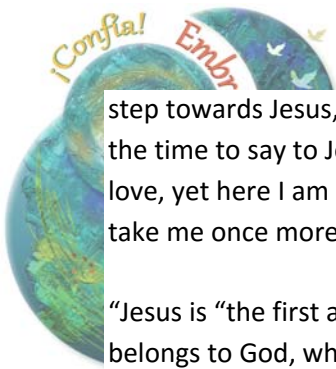 ¡Confía!
Embr
step towards Jesus,
the time to say to Je
love, yet here I am
take me once more
“Jesus is “the first a
belongs to God, wh